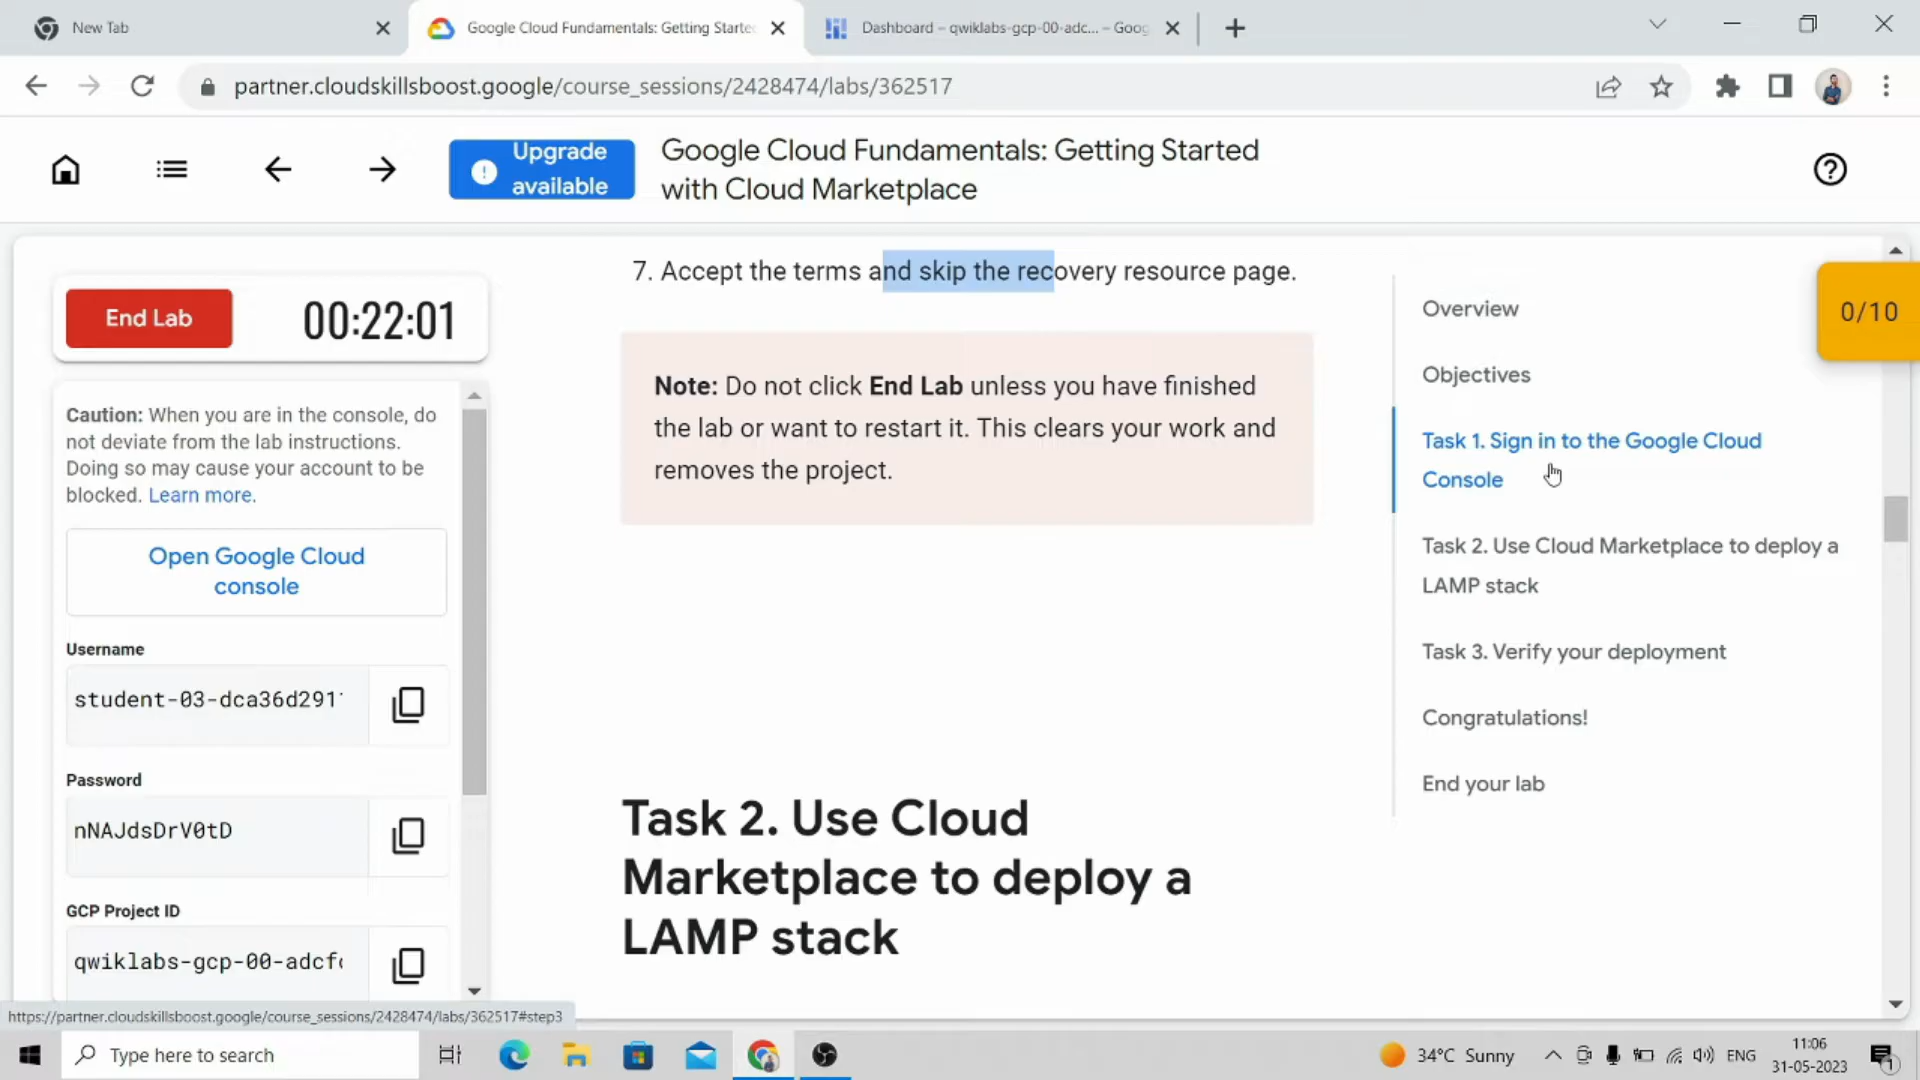 New Tab
Google Cloud Fundamentals: Getting Starte
Dashboard – qwiklabs-gcp-00-adc... – Goog
partner.cloudskillsboost.google/course_sessions/2428474/labs/362517
Upgrade
available
Google Cloud Fundamentals: Getting Started
with Cloud Marketplace
End Lab
00:22:01
Caution: When you are in the console, do
not deviate from the lab instructions.
Doing so may cause your account to be
blocked. Learn more.
Open Google Cloud
console
Username
student-03-dca36d291
Password
nNAJdsDrV0tD
GCP Project ID
qwiklabs-gcp-00-adcf
7. Accept the terms and skip the recovery resource page.
Note: Do not click End Lab unless you have finished
the lab or want to restart it. This clears your work and
removes the project.
Task 2. Use Cloud
Marketplace to deploy a
LAMP stack
Overview
Objectives
Task 1. Sign in to the Google Cloud
Console
Task 2. Use Cloud Marketplace to deploy a
LAMP stack
Task 3. Verify your deployment
Congratulations!
End your lab
0/10
https://partner.cloudskillsboost.google/course_sessions/2428474/labs/362517#step3
Type here to search
34°C Sunny
ENG
11:06
31-05-2023
1